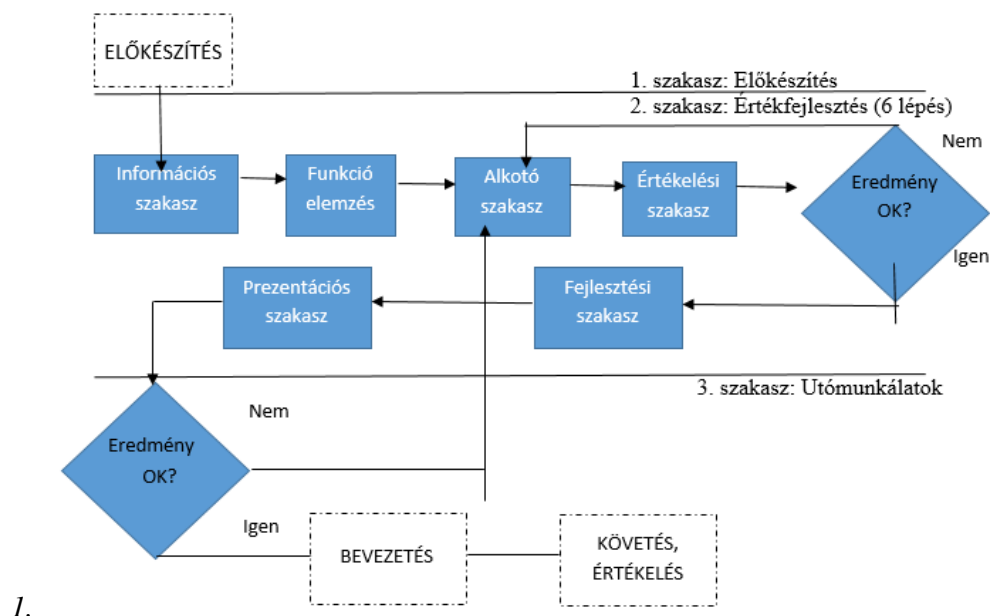 ELŐKÉSZÍTÉS
1. szakasz: Előkészítés
2. szakasz: Értékfejlesztés (6 lépés)
Nem
Információs
szakasz
Funkció
elemzés
Alkotó
szakasz
Értékelési
szakasz
Eredmény
OK?
Igen
Prezentációs
szakasz
Fejlesztési
szakasz
3. szakasz: Utómunkálatok
Nem
Eredmény
OK?
Igen
BEVEZETÉS
KÖVETÉS,
ÉRTÉKELÉS
1.